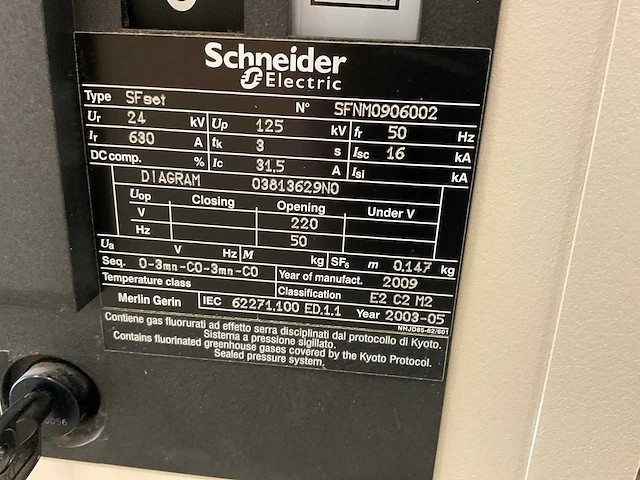 Schneider
Electric
Type SFset N° SFNM0906002
Ur 24 kV Up 125 kV fr 50 Hz
Ir 630 A tk 3 s Isc 16 kA
DC comp. % Ic 31,5 A Isi kA
DIAGRAM 03813629N0
Uop Closing Opening Under V
V 220
Hz 50
Ua V Hz M kg SF6 m 0.147 kg
Seq. O-3mn-CO-3mn-CO Year of manufact. 2009
Temperature class Classification E2 C2 M2
Merlin Gerin IEC 62271.100 ED.1.1 Year 2003-05
NHJD85-62/601
Contiene gas fluorurati ad effetto serra disciplinati dal protocollo di Kyoto.
Sistema a pressione sigillato.
Contains fluorinated greenhouse gases covered by the Kyoto Protocol.
Sealed pressure system.